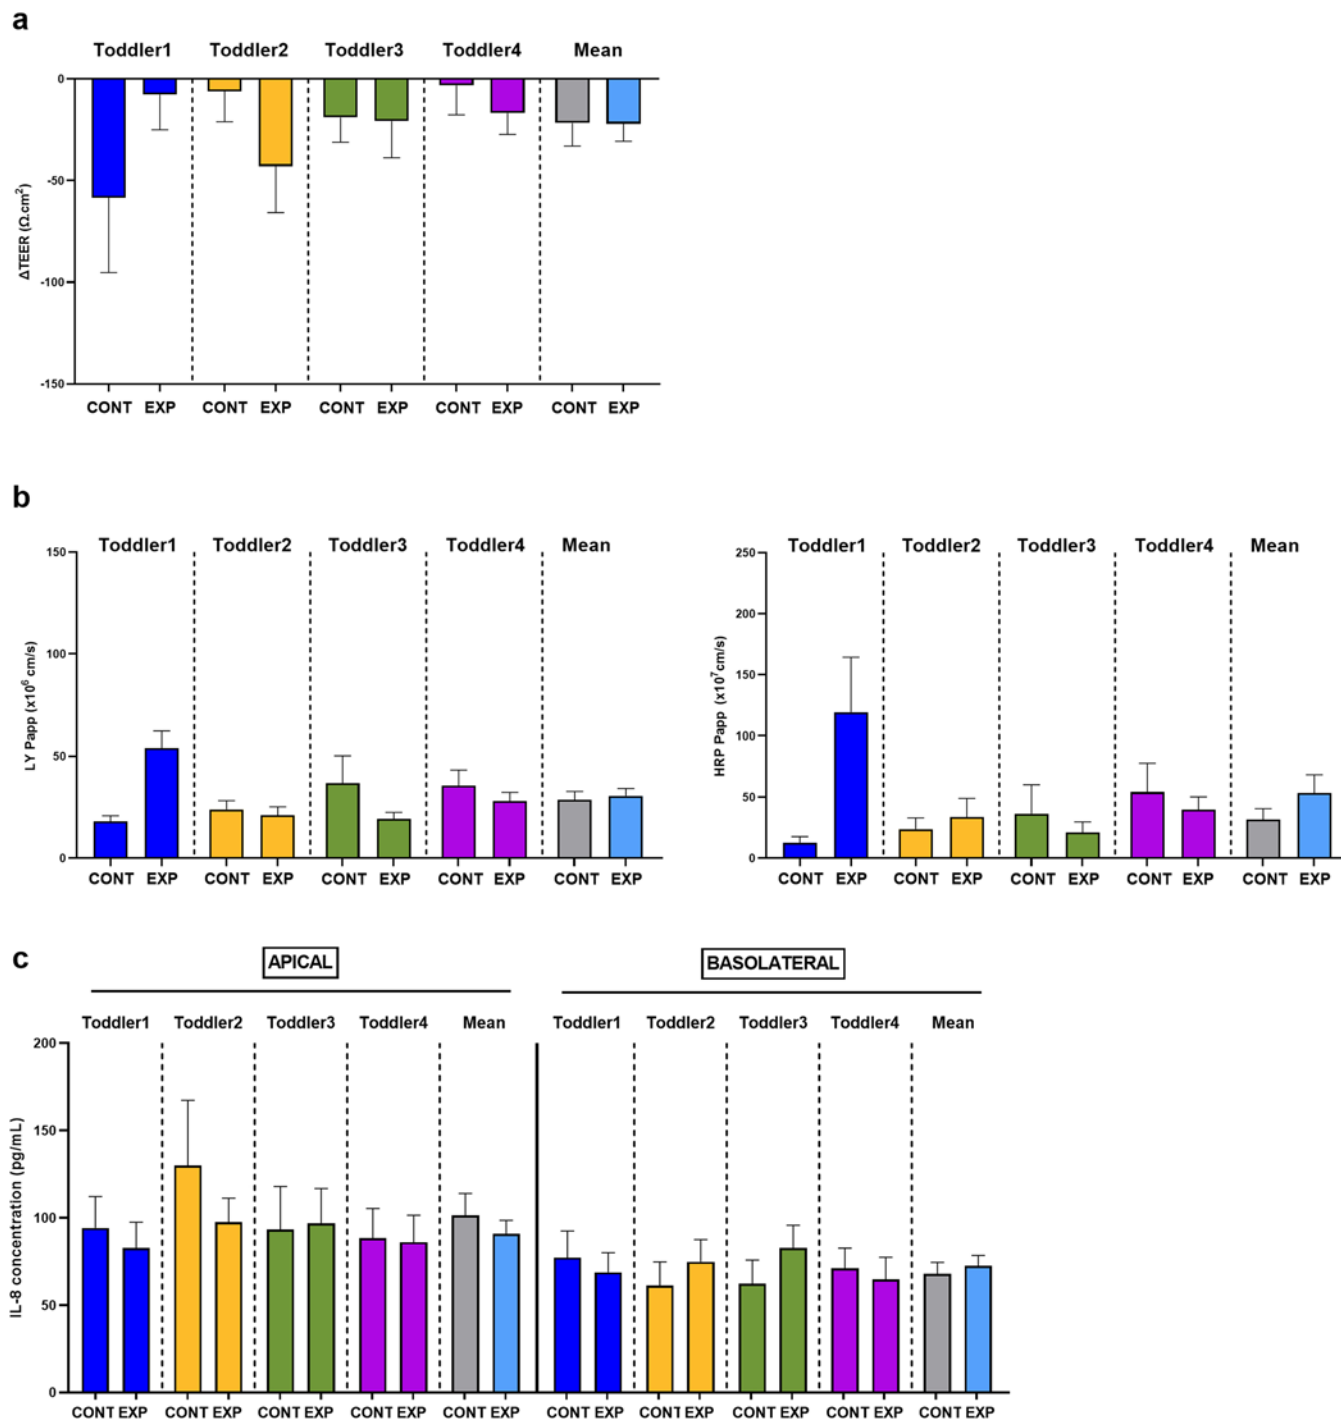 a
Toddler1 Toddler2 Toddler3 Toddler4 Mean
0
-50
-100
-150
ΔTEER (Ω.cm²)
CONT EXP CONT EXP CONT EXP CONT EXP CONT EXP
b
Toddler1 Toddler2 Toddler3 Toddler4 Mean
150
100
50
0
LY Papp (x10⁶ cm/s)
CONT EXP CONT EXP CONT EXP CONT EXP CONT EXP
Toddler1 Toddler2 Toddler3 Toddler4 Mean
250
200
150
100
50
0
HRP Papp (x10⁷cm/s)
CONT EXP CONT EXP CONT EXP CONT EXP CONT EXP
c
APICAL BASOLATERAL
Toddler1 Toddler2 Toddler3 Toddler4 Mean Toddler1 Toddler2 Toddler3 Toddler4 Mean
200
150
100
50
0
IL-8 concentration (pg/mL)
CONT EXP CONT EXP CONT EXP CONT EXP CONT EXP CONT EXP CONT EXP CONT EXP CONT EXP CONT EXP